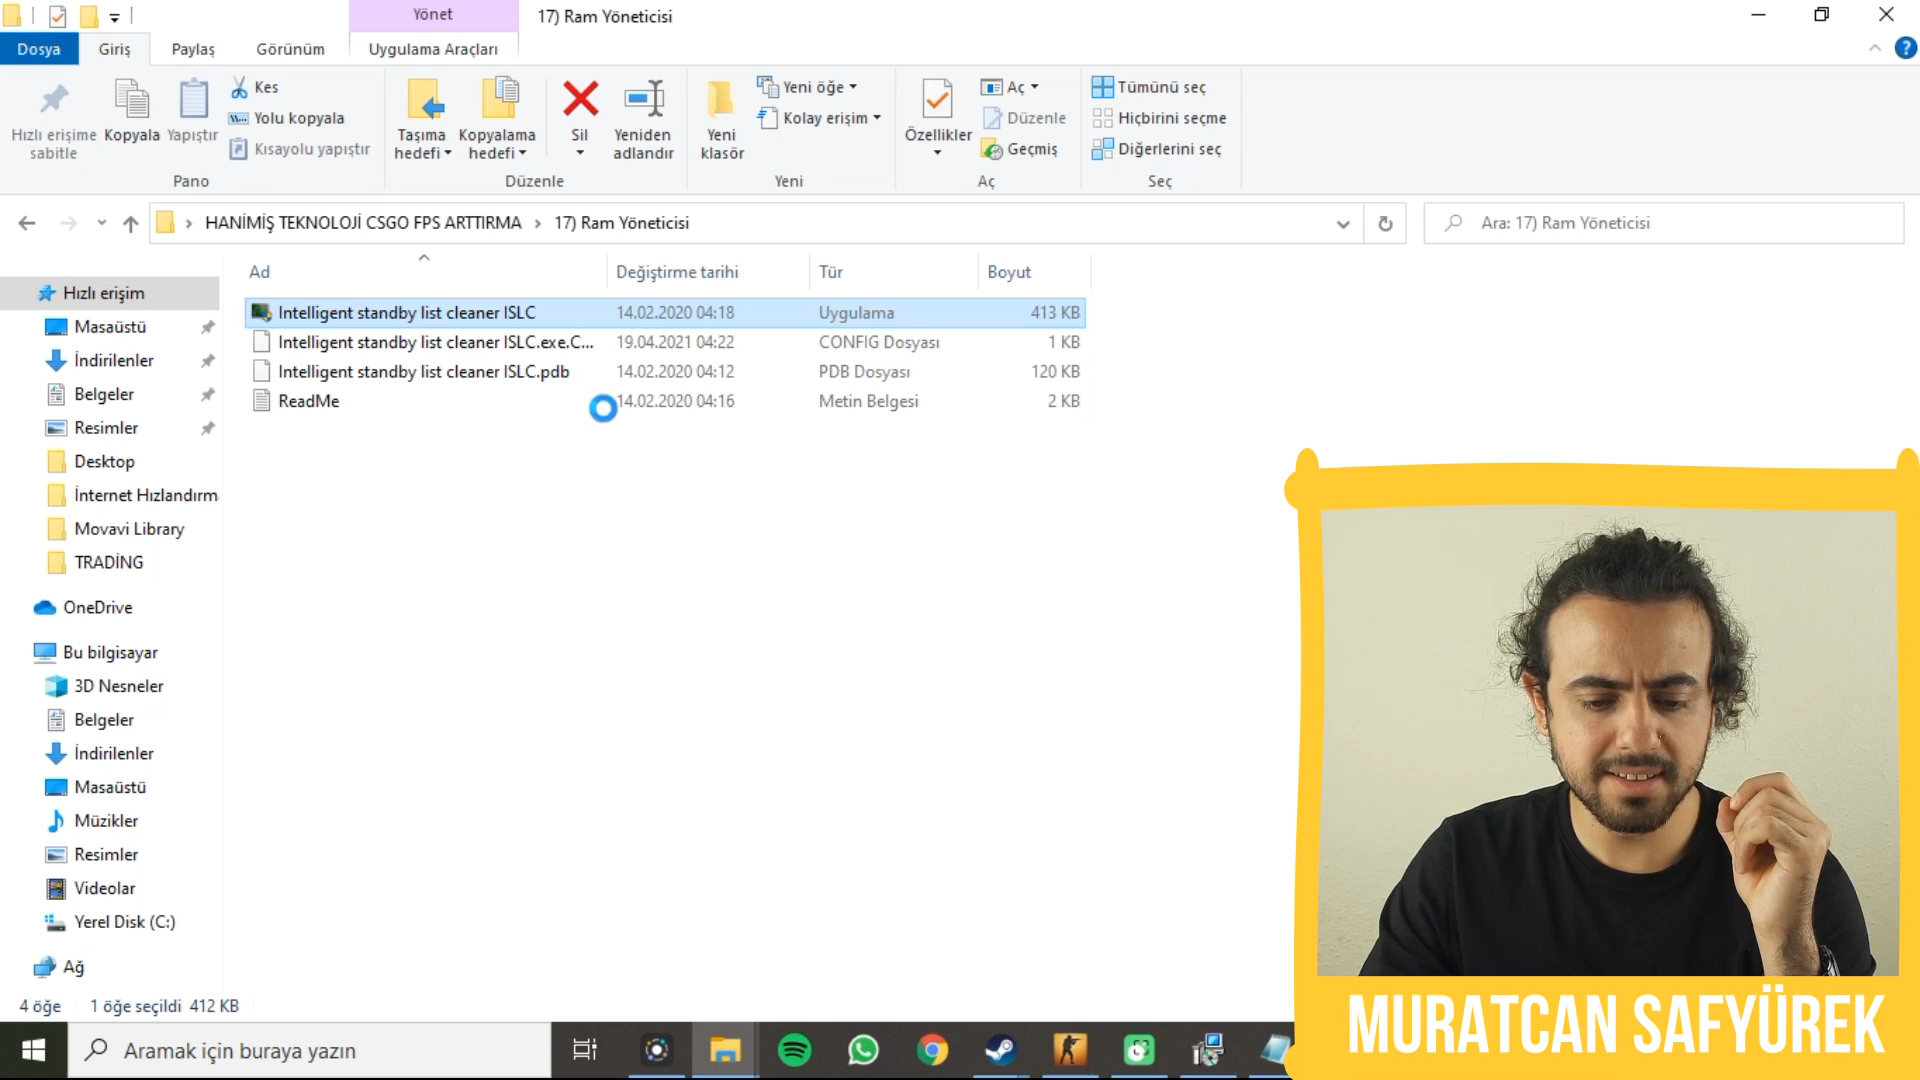 Yönet
17) Ram Yöneticisi
Dosya
Giriş
Paylaş
Görünüm
Uygulama Araçları
Hızlı erişime
sabitle
Kopyala
Yapıştır
Kes
Yolu kopyala
Kısayolu yapıştır
Pano
Taşıma
hedefi
Kopyalama
hedefi
Sil
Yeniden
adlandır
Düzenle
Yeni
klasör
Yeni öğe
Kolay erişim
Yeni
Özellikler
Aç
Düzenle
Geçmiş
Aç
Tümünü seç
Hiçbirini seçme
Diğerlerini seç
Seç
HANİMİŞ TEKNOLOJİ CSGO FPS ARTTIRMA › 17) Ram Yöneticisi
Ara: 17) Ram Yöneticisi
Ad Değiştirme tarihi Tür Boyut
Intelligent standby list cleaner ISLC 14.02.2020 04:18 Uygulama 413 KB
Intelligent standby list cleaner ISLC.exe.C... 19.04.2021 04:22 CONFIG Dosyası 1 KB
Intelligent standby list cleaner ISLC.pdb 14.02.2020 04:12 PDB Dosyası 120 KB
ReadMe 14.02.2020 04:16 Metin Belgesi 2 KB
Hızlı erişim
Masaüstü
İndirilenler
Belgeler
Resimler
Desktop
İnternet Hızlandırm
Movavi Library
TRADİNG
OneDrive
Bu bilgisayar
3D Nesneler
Belgeler
İndirilenler
Masaüstü
Müzikler
Resimler
Videolar
Yerel Disk (C:)
Ağ
4 öğe 1 öğe seçildi 412 KB
Aramak için buraya yazın
MURATCAN SAFYÜREK